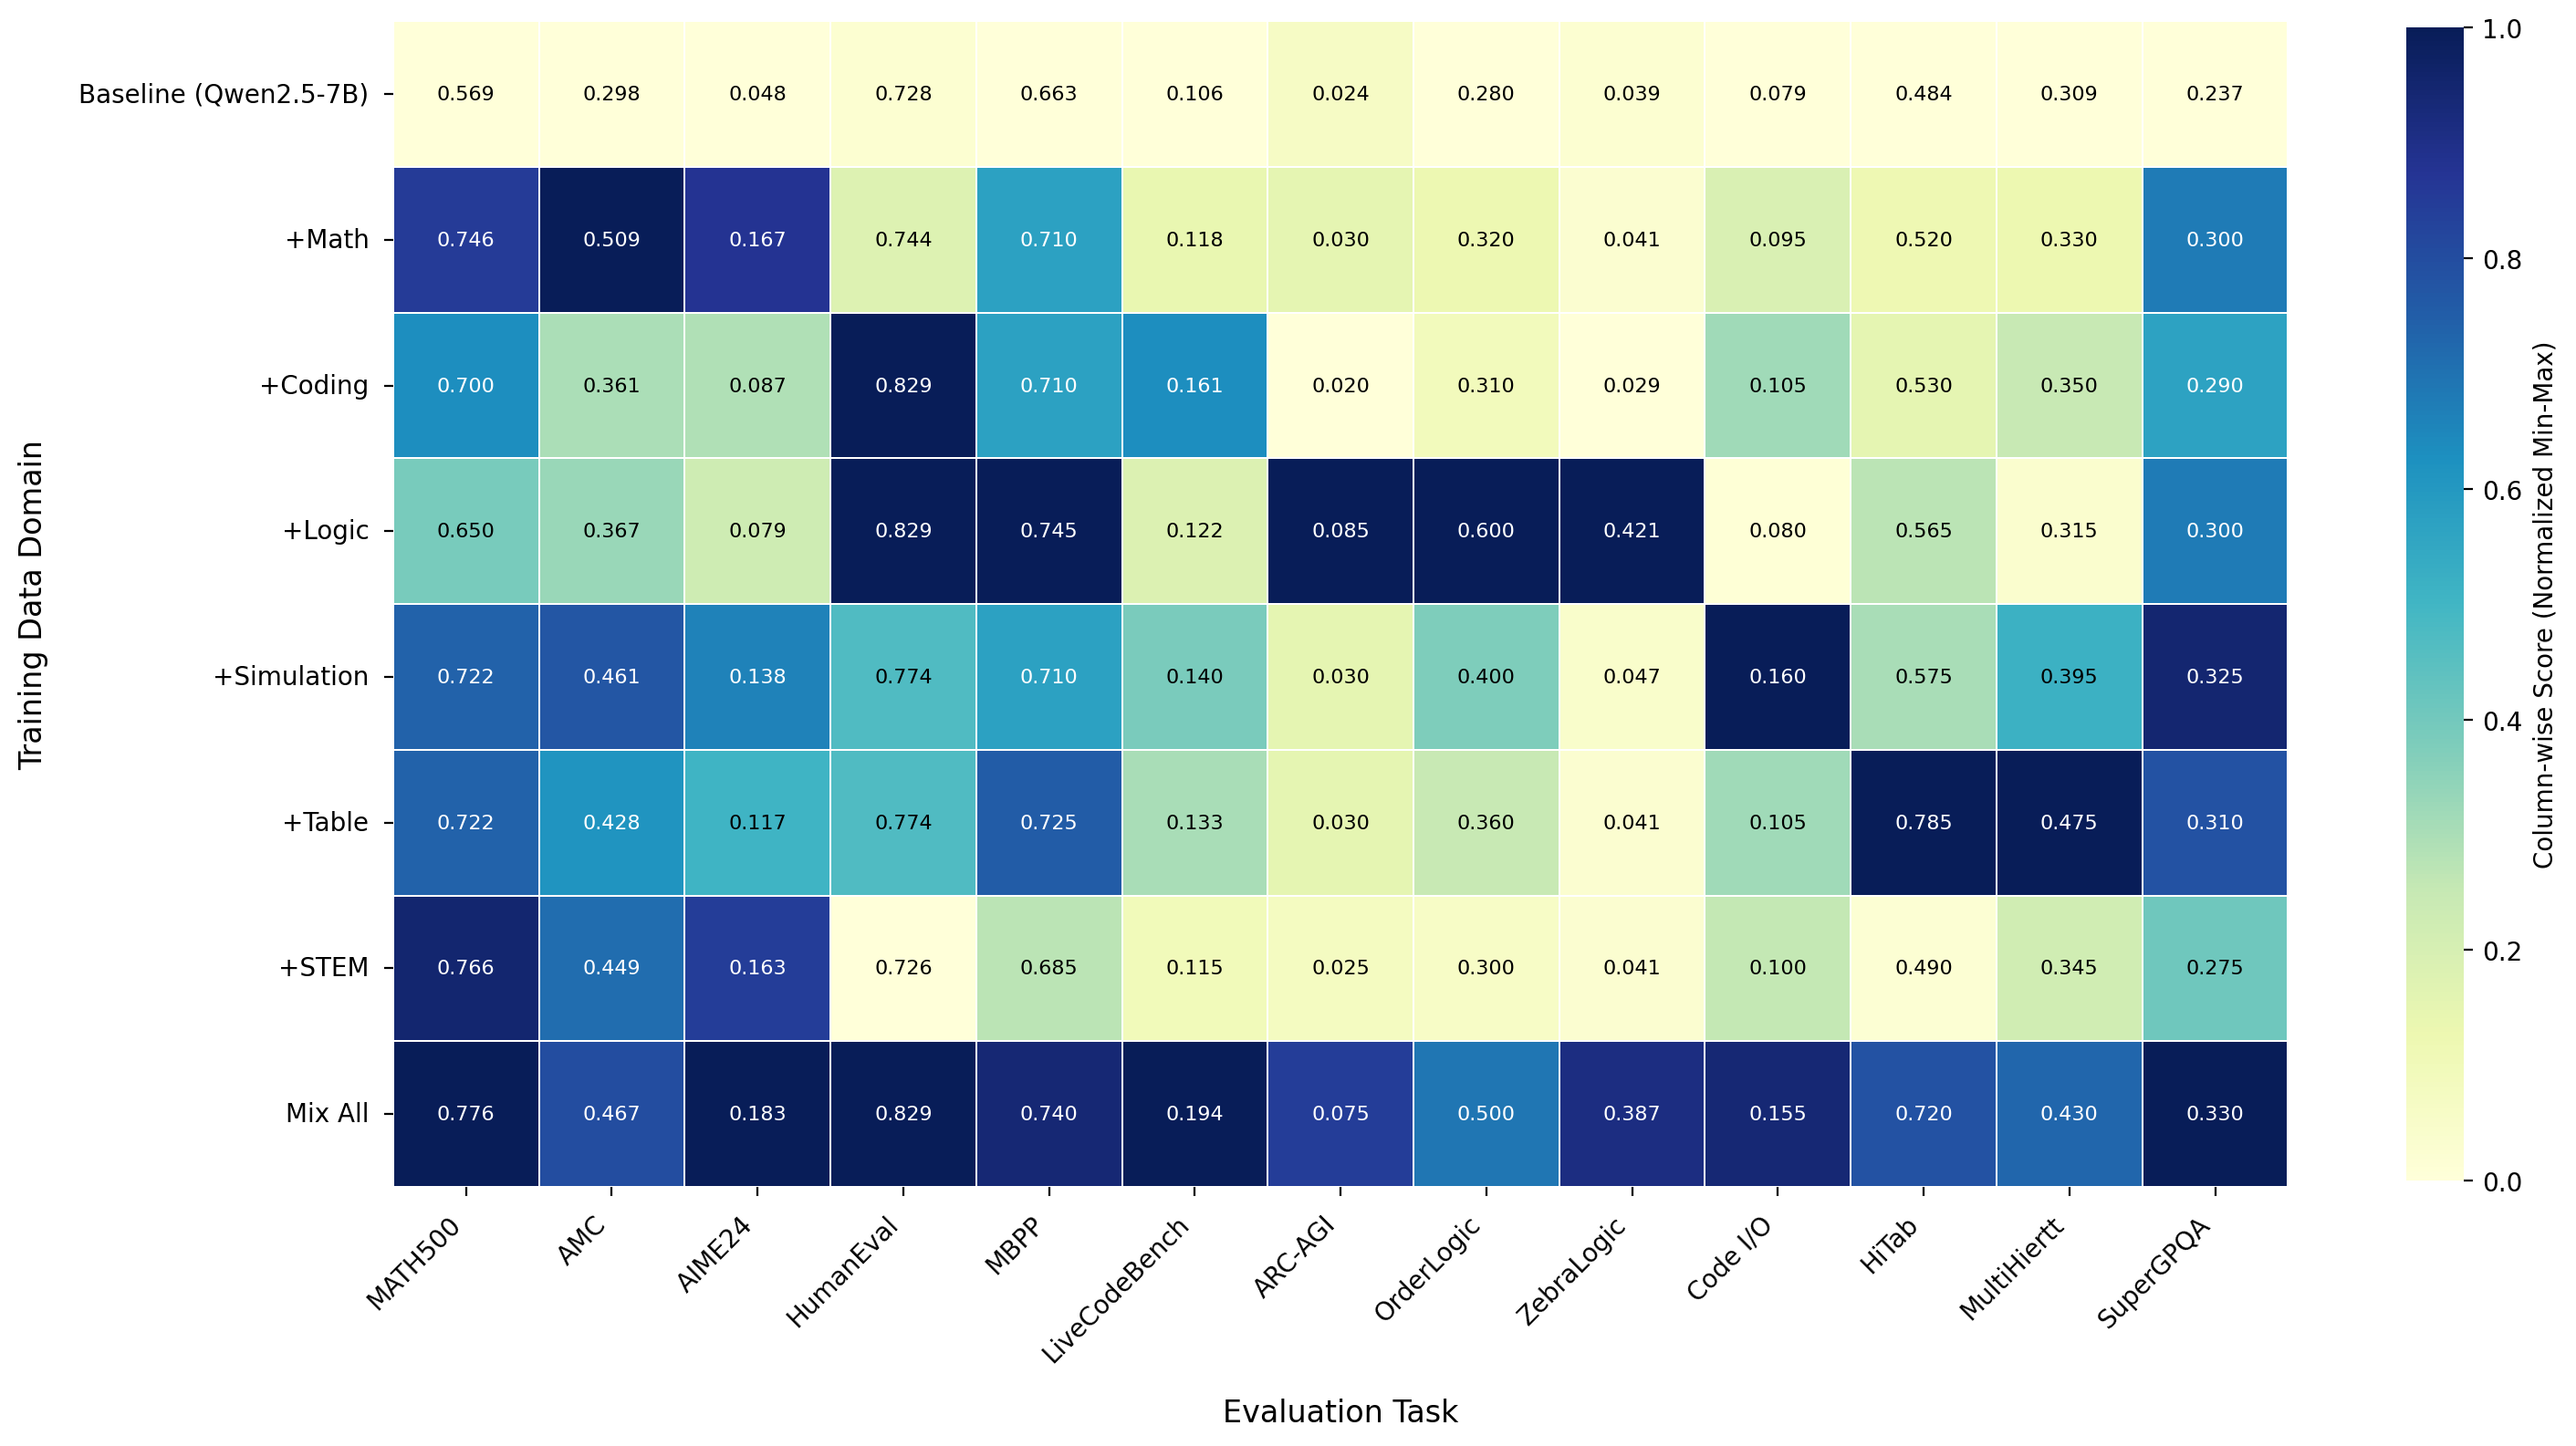 Baseline (Qwen2.5-7B) 0.569 0.298 0.048 0.728 0.663 0.106 0.024 0.280 0.039 0.079 0.484 0.309 0.237
+Math 0.746 0.509 0.167 0.744 0.710 0.118 0.030 0.320 0.041 0.095 0.520 0.330 0.300
+Coding 0.700 0.361 0.087 0.829 0.710 0.161 0.020 0.310 0.029 0.105 0.530 0.350 0.290
+Logic 0.650 0.367 0.079 0.829 0.745 0.122 0.085 0.600 0.421 0.080 0.565 0.315 0.300
+Simulation 0.722 0.461 0.138 0.774 0.710 0.140 0.030 0.400 0.047 0.160 0.575 0.395 0.325
+Table 0.722 0.428 0.117 0.774 0.725 0.133 0.030 0.360 0.041 0.105 0.785 0.475 0.310
+STEM 0.766 0.449 0.163 0.726 0.685 0.115 0.025 0.300 0.041 0.100 0.490 0.345 0.275
Mix All 0.776 0.467 0.183 0.829 0.740 0.194 0.075 0.500 0.387 0.155 0.720 0.430 0.330
MATH500 AMC AIME24 HumanEval MBPP LiveCodeBench ARC-AGI OrderLogic ZebraLogic Code I/O HiTab MultiHiertt SuperGPQA
Evaluation Task
Training Data Domain
1.0
0.8
0.6
0.4
0.2
0.0
Column-wise Score (Normalized Min-Max)